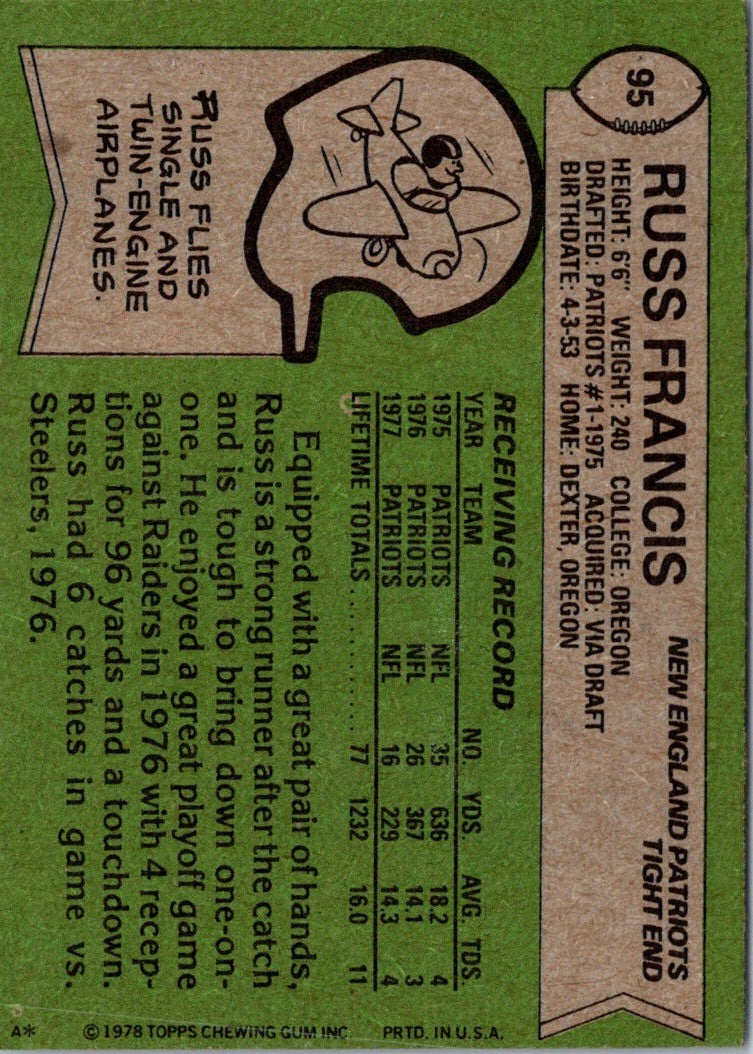 95
RUSS FRANCIS
NEW ENGLAND PATRIOTS
TIGHT END
HEIGHT: 6'6" WEIGHT: 240 COLLEGE: OREGON
DRAFTED: PATRIOTS #1-1975 ACQUIRED: VIA DRAFT
BIRTHDATE: 4-3-53 HOME: DEXTER, OREGON
RUSS FLIES
SINGLE AND
TWIN-ENGINE
AIRPLANES.
RECEIVING RECORD
YEAR TEAM NO. YDS. AVG. TDS.
1975 PATRIOTS NFL 35 636 18.2 4
1976 PATRIOTS NFL 26 367 14.1 3
1977 PATRIOTS NFL 16 229 14.3 4
LIFETIME TOTALS.................. 77 1232 16.0 11
Equipped with a great pair of hands,
Russ is a strong runner after the catch
and is tough to bring down one-on-
one. He enjoyed a great playoff game
against Raiders in 1976 with 4 recep-
tions for 96 yards and a touchdown.
Russ had 6 catches in game vs.
Steelers, 1976.
A* © 1978 TOPPS CHEWING GUM INC. PRTD. IN U.S.A.